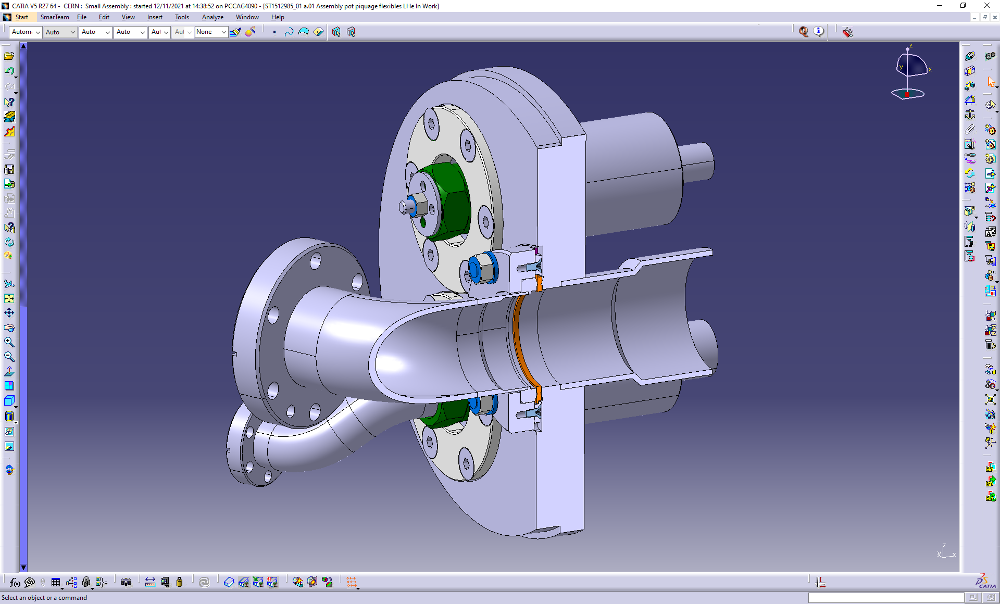 CATIA V5 R27 64 - CERN : Small Assembly : started 12/11/2021 at 14:38:52 on PCCAG4090 - [ST1512985_01 a.01 Assembly pot piquage flexibles LHe In Work]
Start SmarTeam File Edit View Insert Tools Analyze Window Help
Autom Auto Auto Auto Aut Aut None
z
y
x
z
y x
f(x)
CATIA
Select an object or a command